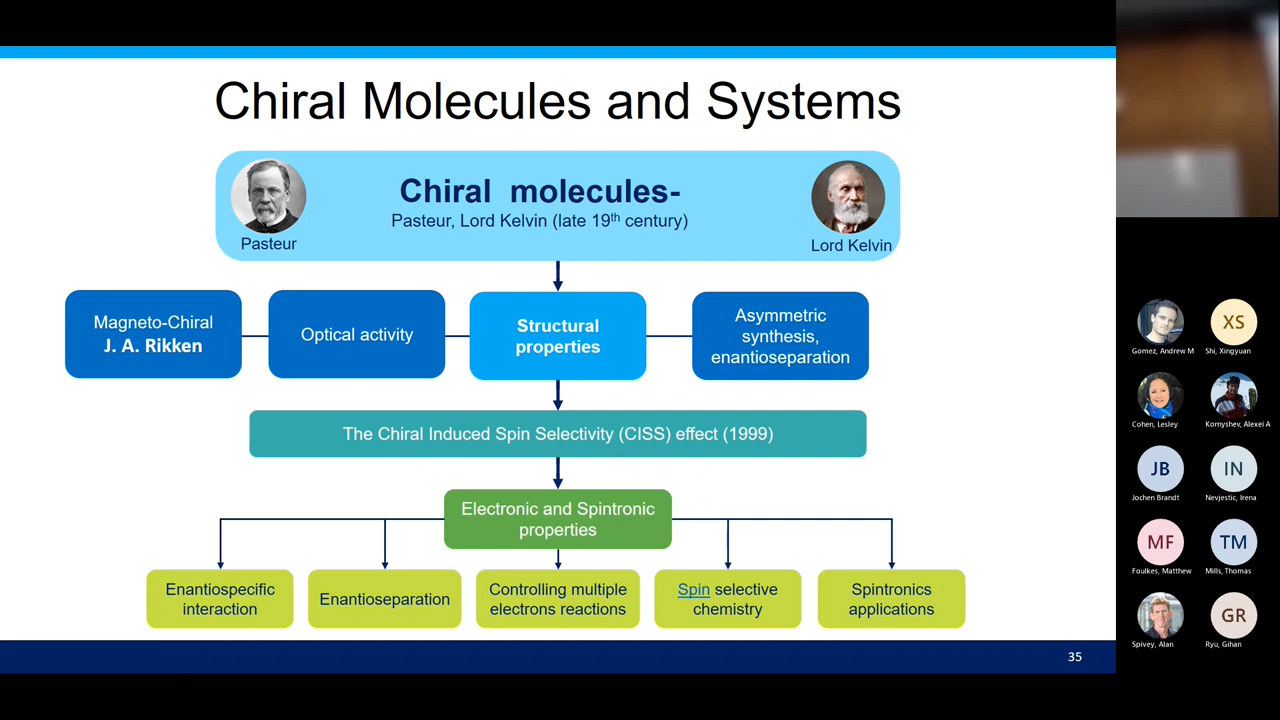 Chiral Molecules and Systems
Chiral molecules-
Pasteur, Lord Kelvin (late 19th century)
Pasteur
Lord Kelvin
Magneto-Chiral
J. A. Rikken
Optical activity
Structural
properties
Asymmetric
synthesis,
enantioseparation
The Chiral Induced Spin Selectivity (CISS) effect (1999)
Electronic and Spintronic
properties
Enantiospecific
interaction
Enantioseparation
Controlling multiple
electrons reactions
Spin selective
chemistry
Spintronics
applications
35
XS
Gomez, Andrew M
Shi, Xingyuan
Cohen, Lesley
Kornyshev, Alexei A
JB
IN
Jochen Brandt
Nevjestic, Irena
MF
TM
Foulkes, Matthew
Mills, Thomas
GR
Spivey, Alan
Ryu, Gihan